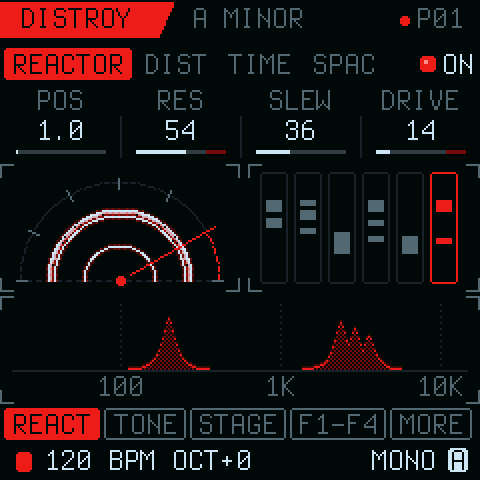 DISTROY A MINOR P01
REACTOR DIST TIME SPAC ON
POS RES SLEW DRIVE
1.0 54 36 14
100 1K 10K
REACT TONE STAGE F1-F4 MORE
120 BPM OCT+0 MONO A